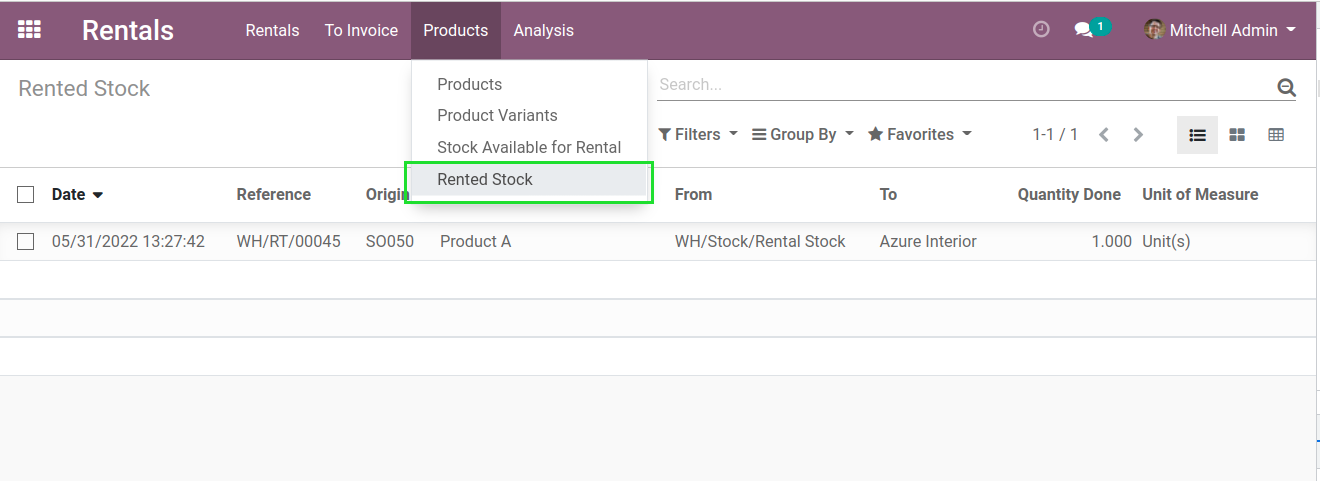 Rentals Rentals To Invoice Products Analysis 1 Mitchell Admin
Rented Stock
Products
Product Variants
Stock Available for Rental
Rented Stock
Search...
Filters Group By Favorites 1-1 / 1
Date Reference Origin From To Quantity Done Unit of Measure
05/31/2022 13:27:42 WH/RT/00045 SO050 Product A WH/Stock/Rental Stock Azure Interior 1.000 Unit(s)